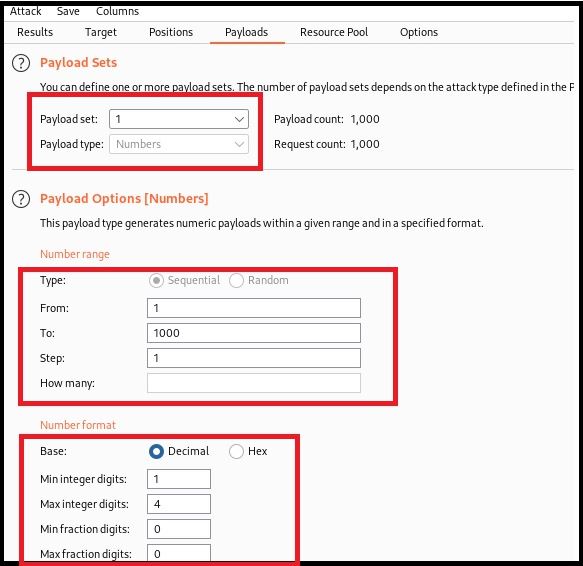 Attack Save Columns
Results Target Positions Payloads Resource Pool Options
? Payload Sets
You can define one or more payload sets. The number of payload sets depends on the attack type defined in the P
Payload set: 1 Payload count: 1,000
Payload type: Numbers Request count: 1,000
? Payload Options [Numbers]
This payload type generates numeric payloads within a given range and in a specified format.
Number range
Type: Sequential Random
From: 1
To: 1000
Step: 1
How many:
Number format
Base: Decimal Hex
Min integer digits: 1
Max integer digits: 4
Min fraction digits: 0
Max fraction digits: 0